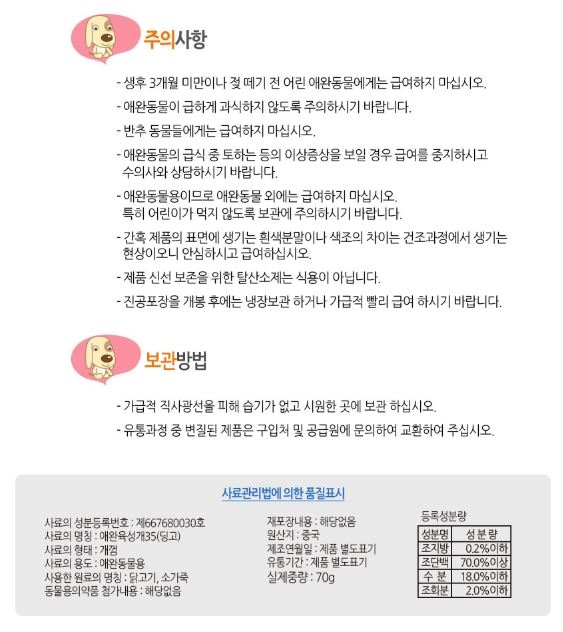 주의사항
- 생후 3개월 미만이나 젖 떼기 전 어린 애완동물에게는 급여하지 마십시오.
- 애완동물이 급하게 과식하지 않도록 주의하시기 바랍니다.
- 반추 동물들에게는 급여하지 마십시오.
- 애완동물의 급식 중 토하는 등의 이상증상을 보일 경우 급여를 중지하시고
수의사와 상담하시기 바랍니다.
- 애완동물용이므로 애완동물 외에는 급여하지 마십시오.
특히 어린이가 먹지 않도록 보관에 주의하시기 바랍니다.
- 간혹 제품의 표면에 생기는 흰색분말이나 색조의 차이는 건조과정에서 생기는
현상이오니 안심하시고 급여하십시오.
- 제품 신선 보존을 위한 탈산소제는 식용이 아닙니다.
- 진공포장을 개봉 후에는 냉장보관 하거나 가급적 빨리 급여 하시기 바랍니다.
보관방법
- 가급적 직사광선을 피해 습기가 없고 시원한 곳에 보관 하십시오.
- 유통과정 중 변질된 제품은 구입처 및 공급원에 문의하여 교환하여 주십시오.
사료관리법에 의한 품질표시
사료의 성분등록번호 : 제667680030호
사료의 명칭 : 애완육성개35(딩고)
사료의 형태 : 개껌
사료의 용도 : 애완동물용
사용한 원료의 명칭 : 닭고기, 소가죽
동물용의약품 첨가내용 : 해당없음
재포장내용 : 해당없음
원산지 : 중국
제조연월일 : 제품 별도표기
유통기간 : 제품 별도표기
실제중량 : 70g
등록성분량
성분명 성 분 량
조지방 0.2%이하
조단백 70.0%이상
수 분 18.0%이하
조회분 2.0%이하